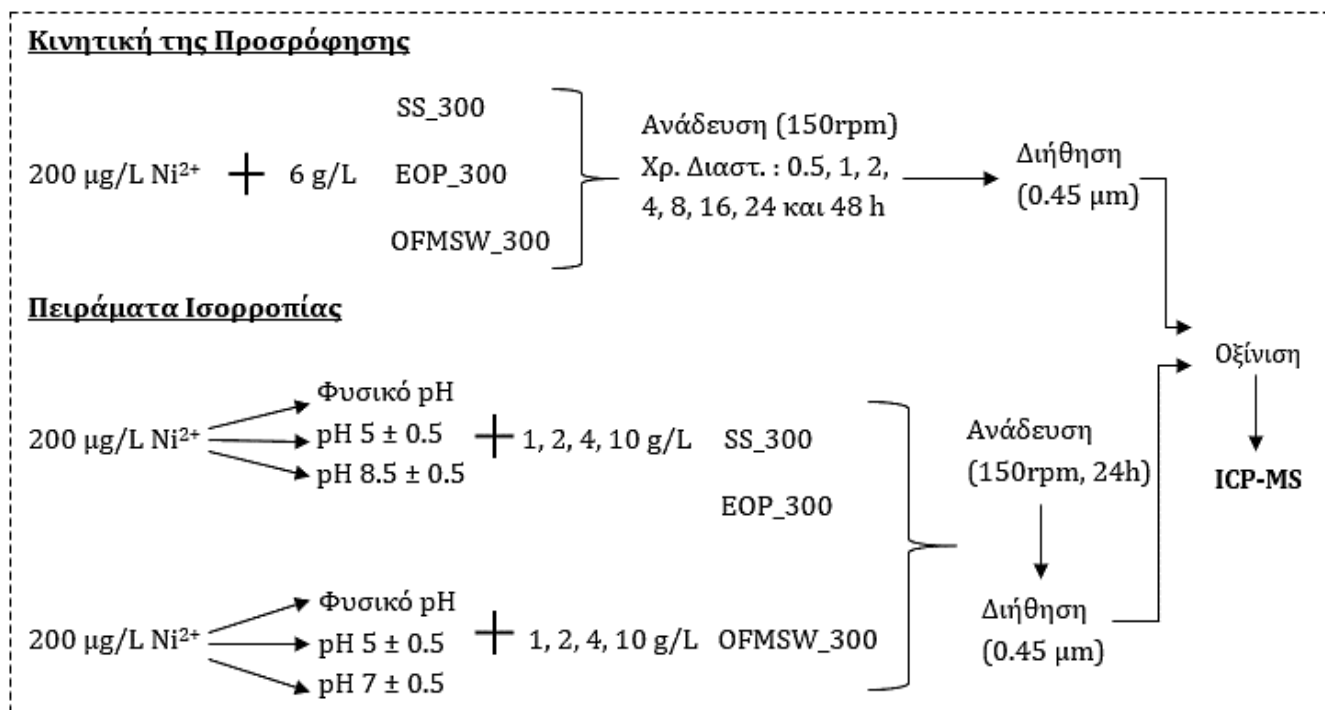 Κινητική της Προσρόφησης
200 μg/L Ni²⁺ + 6 g/L
SS_300
EOP_300
OFMSW_300
Ανάδευση (150rpm)
Χρ. Διαστ. : 0.5, 1, 2,
4, 8, 16, 24 και 48 h
Διήθηση
(0.45 μm)
Πειράματα Ισορροπίας
200 μg/L Ni²⁺
Φυσικό pH
pH 5 ± 0.5
pH 8.5 ± 0.5
+ 1, 2, 4, 10 g/L
SS_300
EOP_300
200 μg/L Ni²⁺
Φυσικό pH
pH 5 ± 0.5
pH 7 ± 0.5
+ 1, 2, 4, 10 g/L OFMSW_300
Ανάδευση
(150rpm, 24h)
Διήθηση
(0.45 μm)
Οξίνιση
ICP-MS